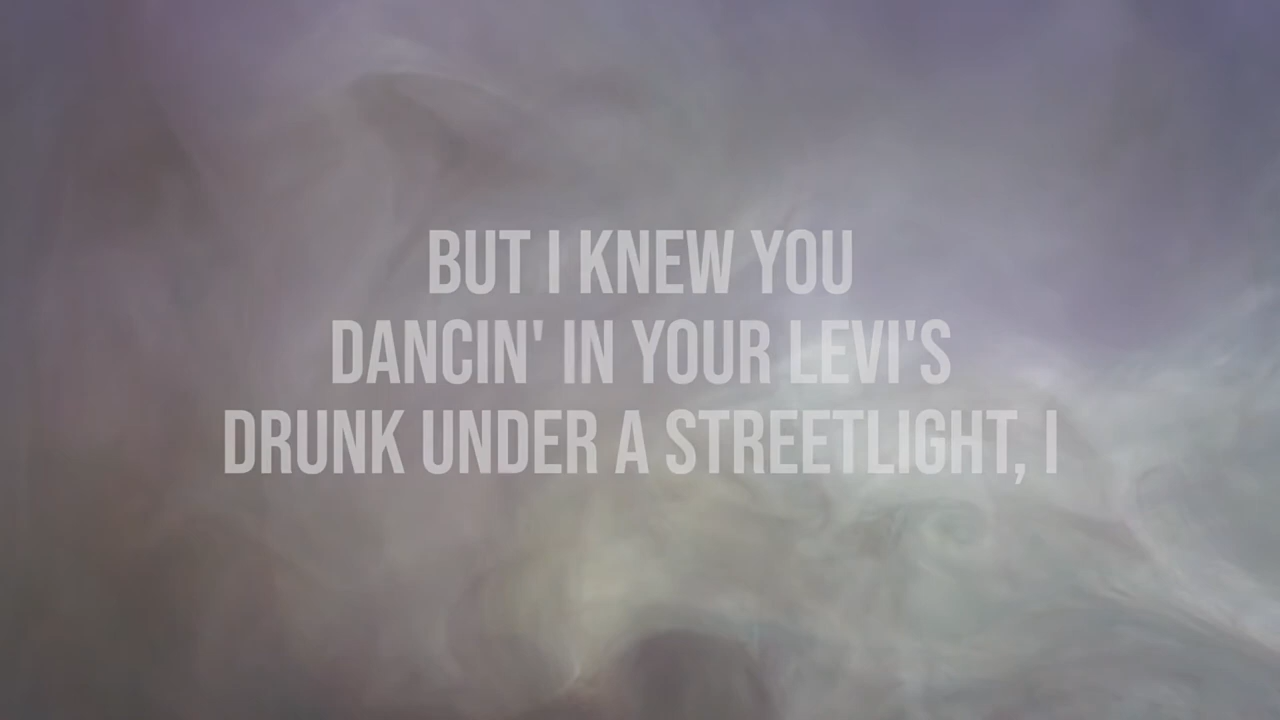 BUT I KNEW YOU
DANCIN' IN YOUR LEVI'S
DRUNK UNDER A STREETLIGHT, I